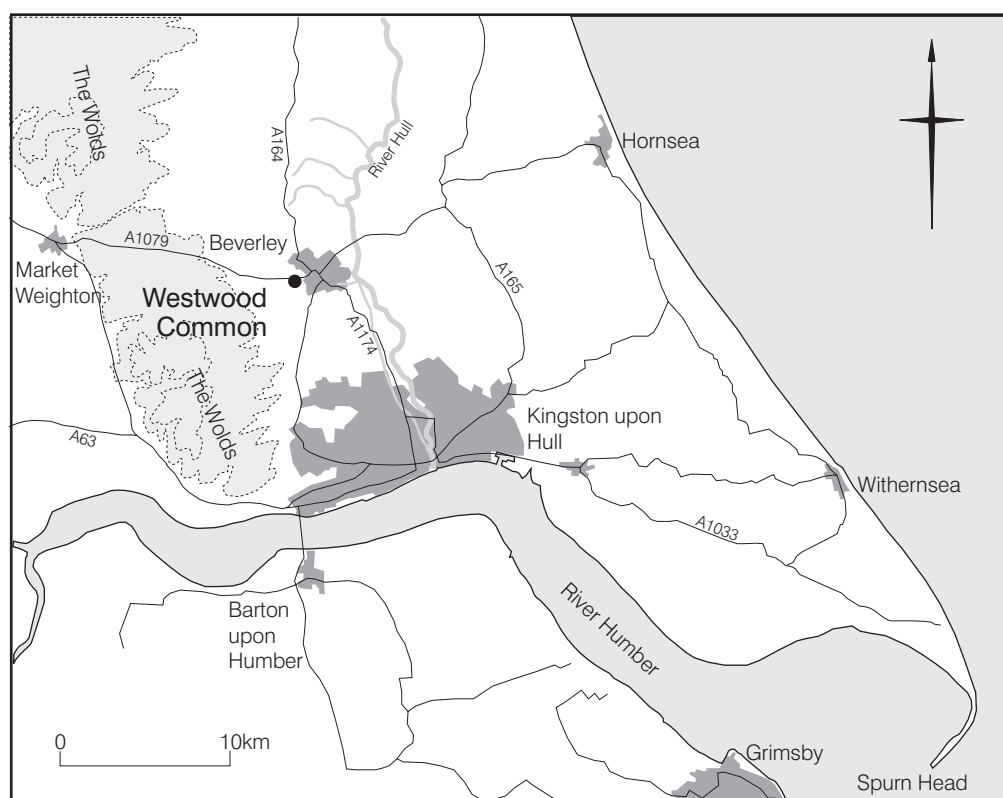 The Wolds
A164
River Hull
Hornsea
A1079
Beverley
Market
Weighton
Westwood
Common
A165
A1174
The Wolds
Kingston upon
Hull
A63
Withernsea
A1033
River Humber
Barton
upon
Humber
0 10km
Grimsby
Spurn Head